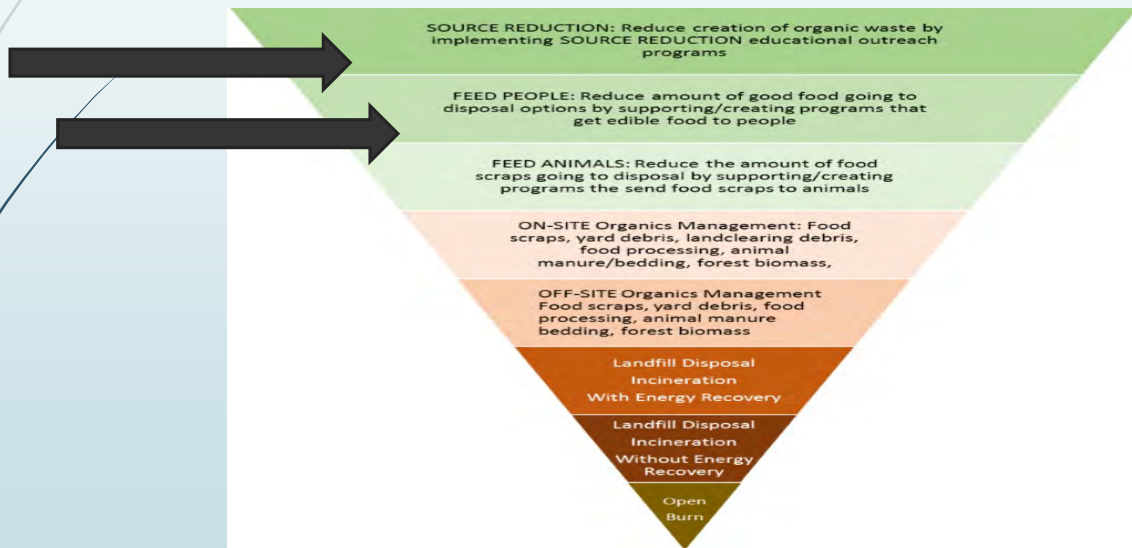 SOURCE REDUCTION: Reduce creation of organic waste by
implementing SOURCE REDUCTION educational outreach
programs
FEED PEOPLE: Reduce amount of good food going to
disposal options by supporting/creating programs that
get edible food to people
FEED ANIMALS: Reduce the amount of food
scraps going to disposal by supporting/creating
programs the send food scraps to animals
ON-SITE Organics Management: Food
scraps, yard debris, landclearing debris,
food processing, animal
manure/bedding, forest biomass,
OFF-SITE Organics Management
Food scraps, yard debris, food
processing, animal manure
bedding, forest biomass
Landfill Disposal
Incineration
With Energy Recovery
Landfill Disposal
Incineration
Without Energy
Recovery
Open
Burn